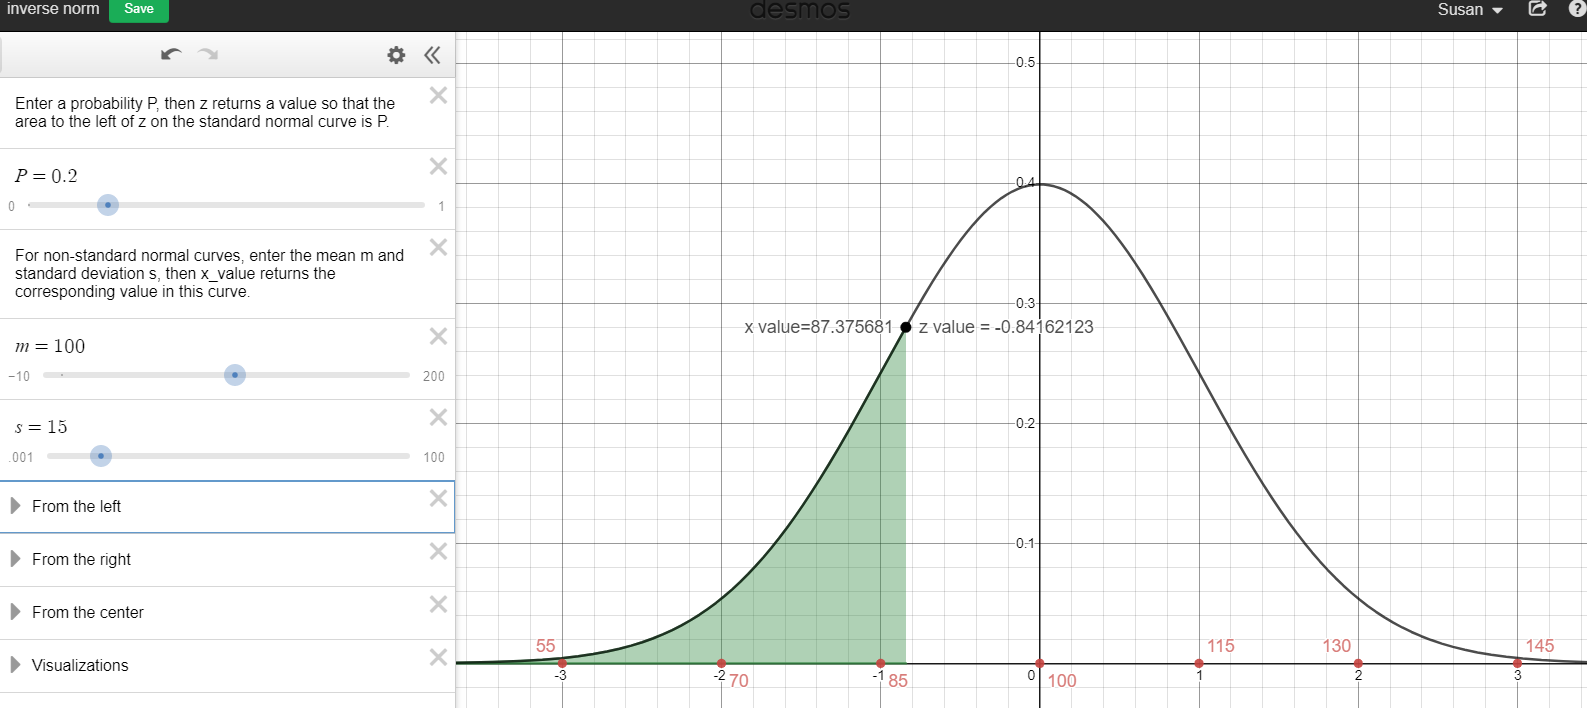 inverse norm
Save
desmos
Susan
?
Enter a probability P, then z returns a value so that the
area to the left of z on the standard normal curve is P.
P = 0.2
0
1
For non-standard normal curves, enter the mean m and
standard deviation s, then x_value returns the
corresponding value in this curve.
m = 100
−10
200
s = 15
.001
100
From the left
From the right
From the center
Visualizations
0.5
0.4
0.3
x value=87.375681
z value = -0.84162123
0.2
0.1
55
115
130
145
-3
-2
70
-1
85
0
100
1
2
3